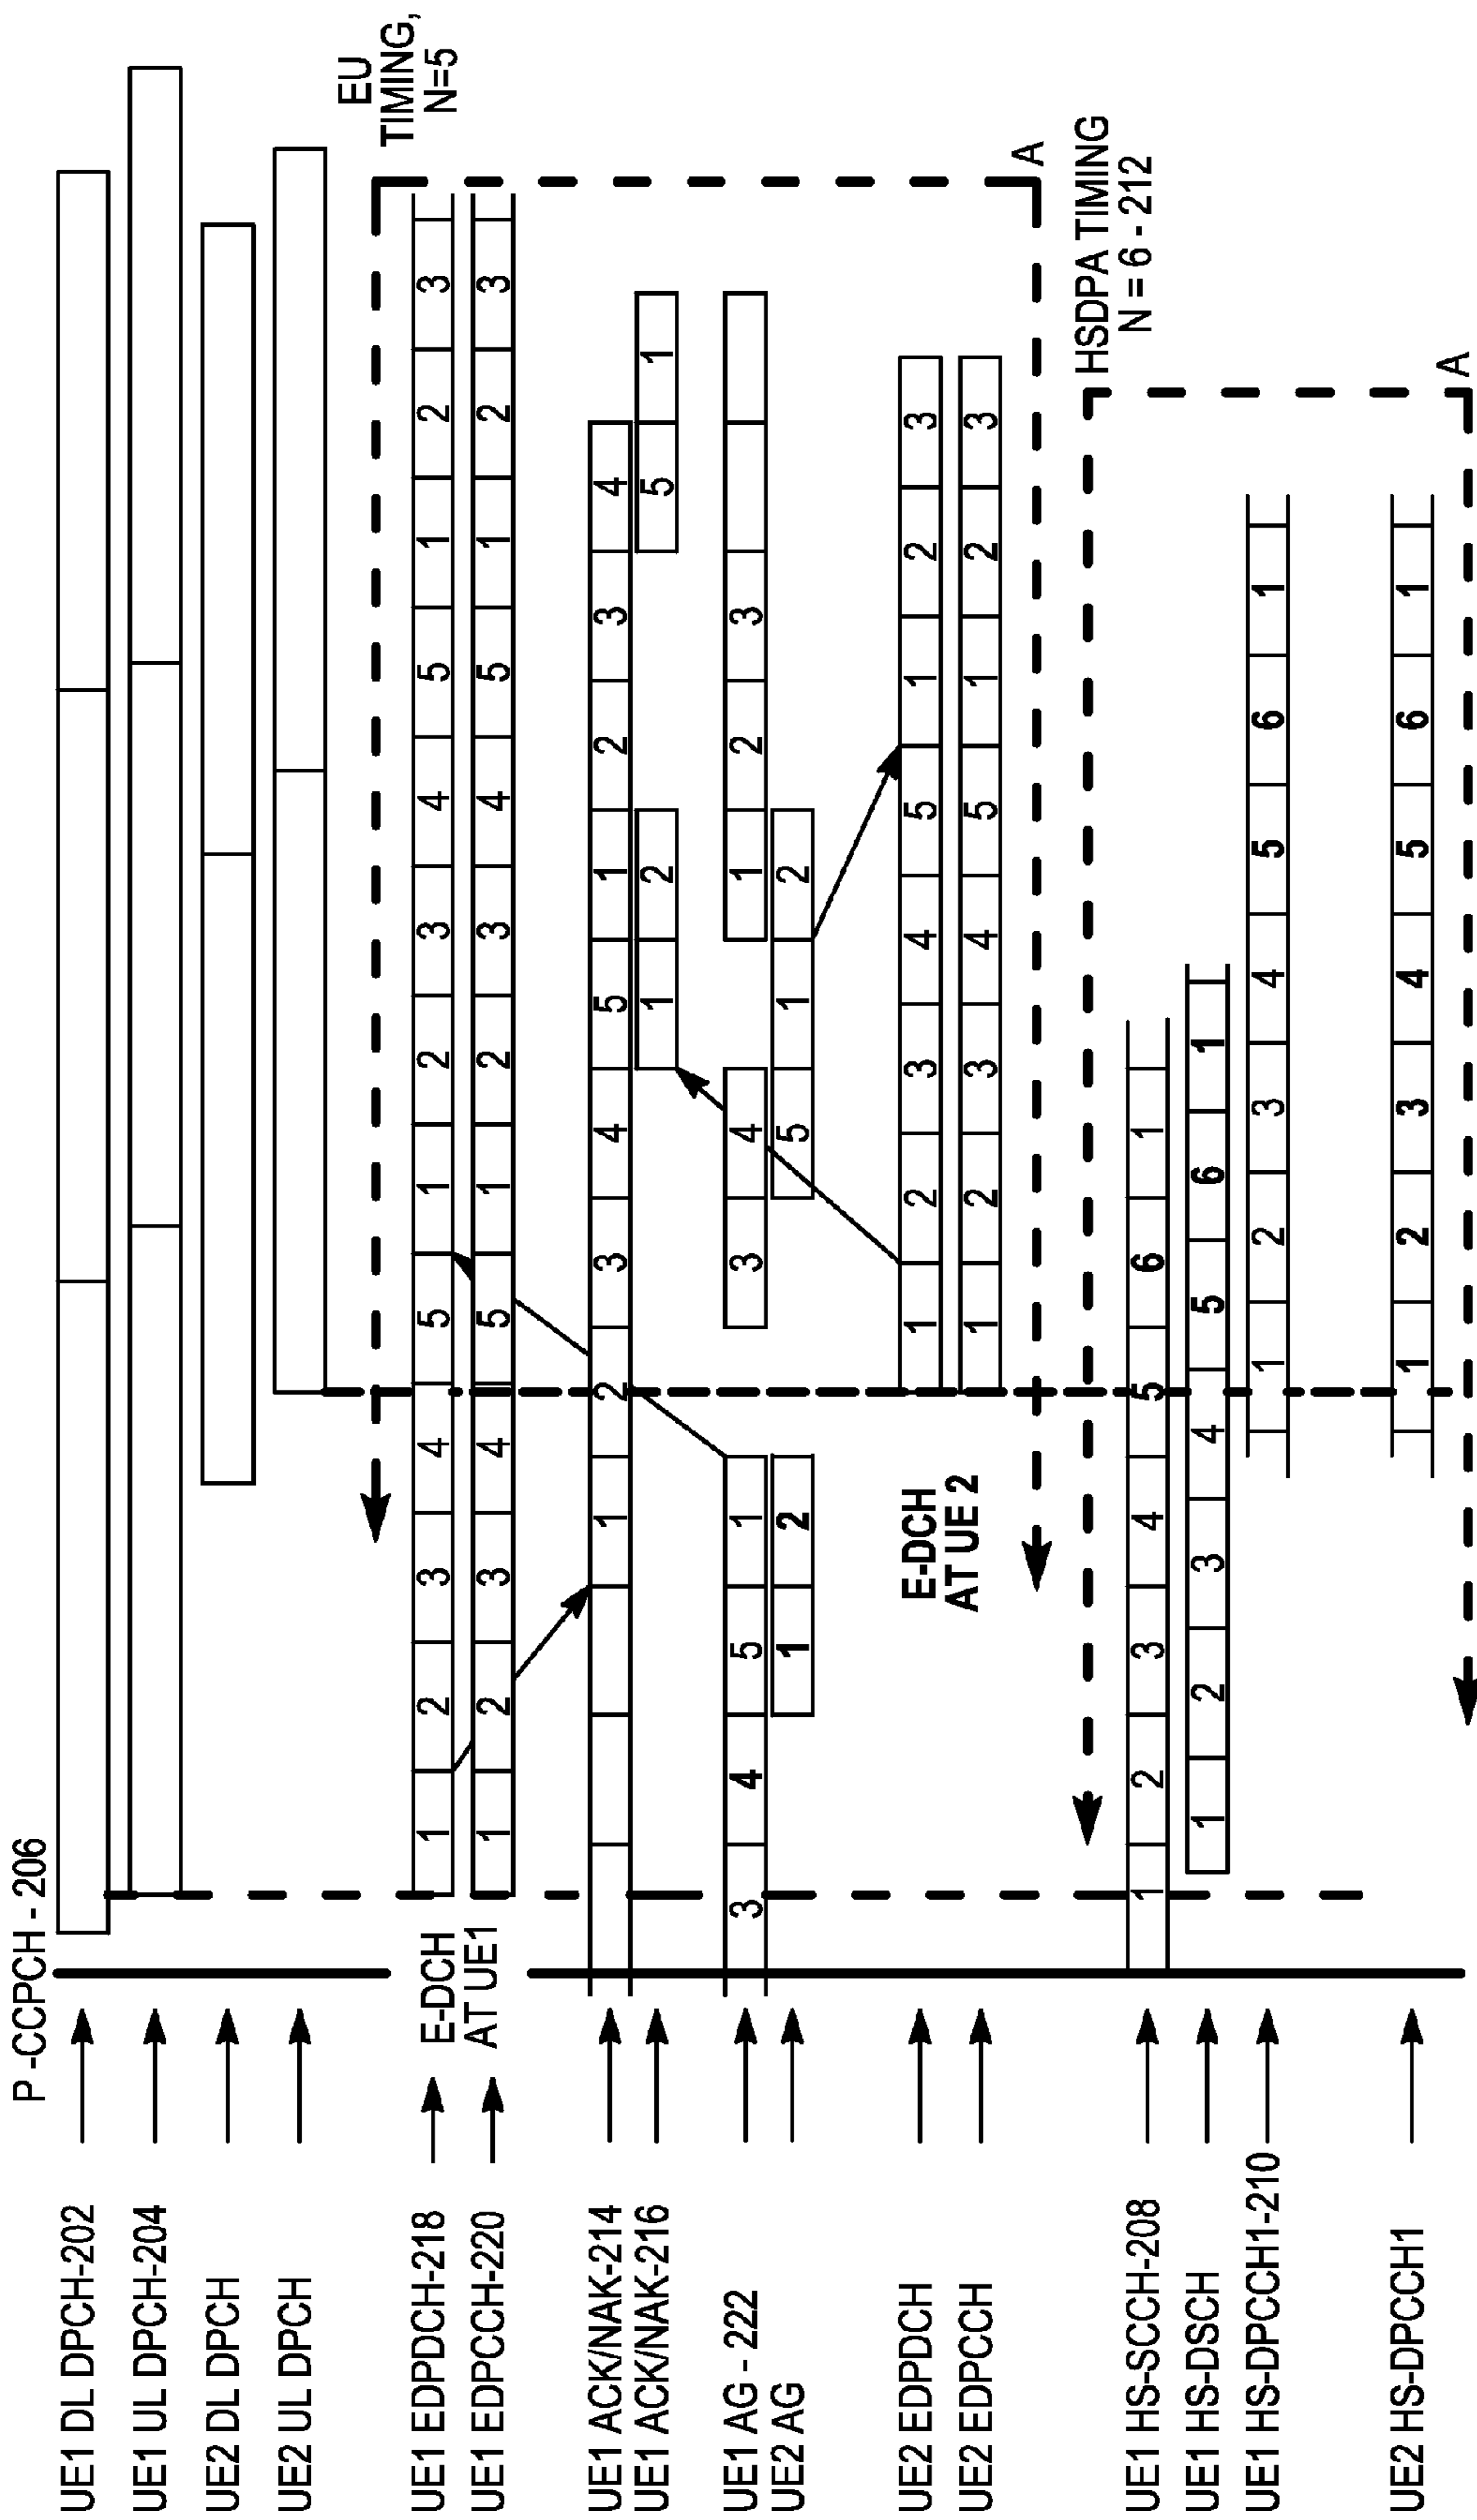 P -CCPCH - 206
UE1 DL DPCH-202
UE1 UL DPCH-204
UE2 DL DPCH
UE2 UL DPCH
EU
TIMING,
N=5
UE1 EDPDCH-218
UE1 EDPCCH-220
E-DCH
AT UE1
1 2 3 4 5 1 2 3 4 5 1 2 3
1 2 3 4 5 1 2 3 4 5 1 2 3
UE1 ACK/NAK-214 1 2 3 4 5 1 2 3 4
UE1 ACK/NAK-216 1 2 5 1
UE1 AG - 222 3 4 5 1 3 4 1 2 3
UE2 AG 1 2 5 1 2
E-DCH
AT UE 2
UE2 EDPDCH 1 2 3 4 5 1 2 3
UE2 EDPCCH 1 2 3 4 5 1 2 3
A
HSDPA TIMING
N = 6 - 212
UE1 HS-SCCH-208 1 2 3 4 5 6 1
UE1 HS-DSCH 1 2 3 4 5 6 1
UE1 HS-DPCCH1-210 1 2 3 4 5 6 1
UE2 HS-DPCCH1 1 2 3 4 5 6 1
A